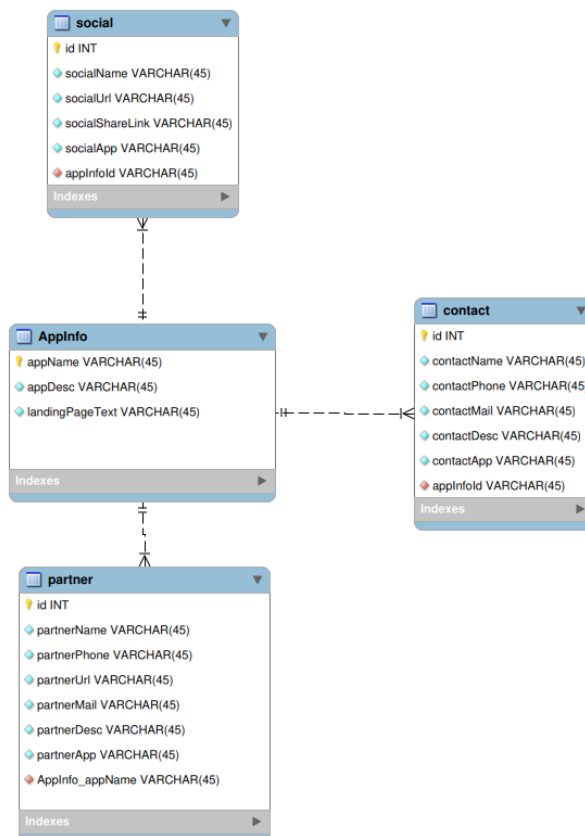 social
id INT
socialName VARCHAR(45)
socialUrl VARCHAR(45)
socialShareLink VARCHAR(45)
socialApp VARCHAR(45)
appInfoId VARCHAR(45)
Indexes
AppInfo
appName VARCHAR(45)
appDesc VARCHAR(45)
landingPageText VARCHAR(45)
Indexes
contact
id INT
contactName VARCHAR(45)
contactPhone VARCHAR(45)
contactMail VARCHAR(45)
contactDesc VARCHAR(45)
contactApp VARCHAR(45)
appInfoId VARCHAR(45)
Indexes
partner
id INT
partnerName VARCHAR(45)
partnerPhone VARCHAR(45)
partnerUrl VARCHAR(45)
partnerMail VARCHAR(45)
partnerDesc VARCHAR(45)
partnerApp VARCHAR(45)
AppInfo_appName VARCHAR(45)
Indexes